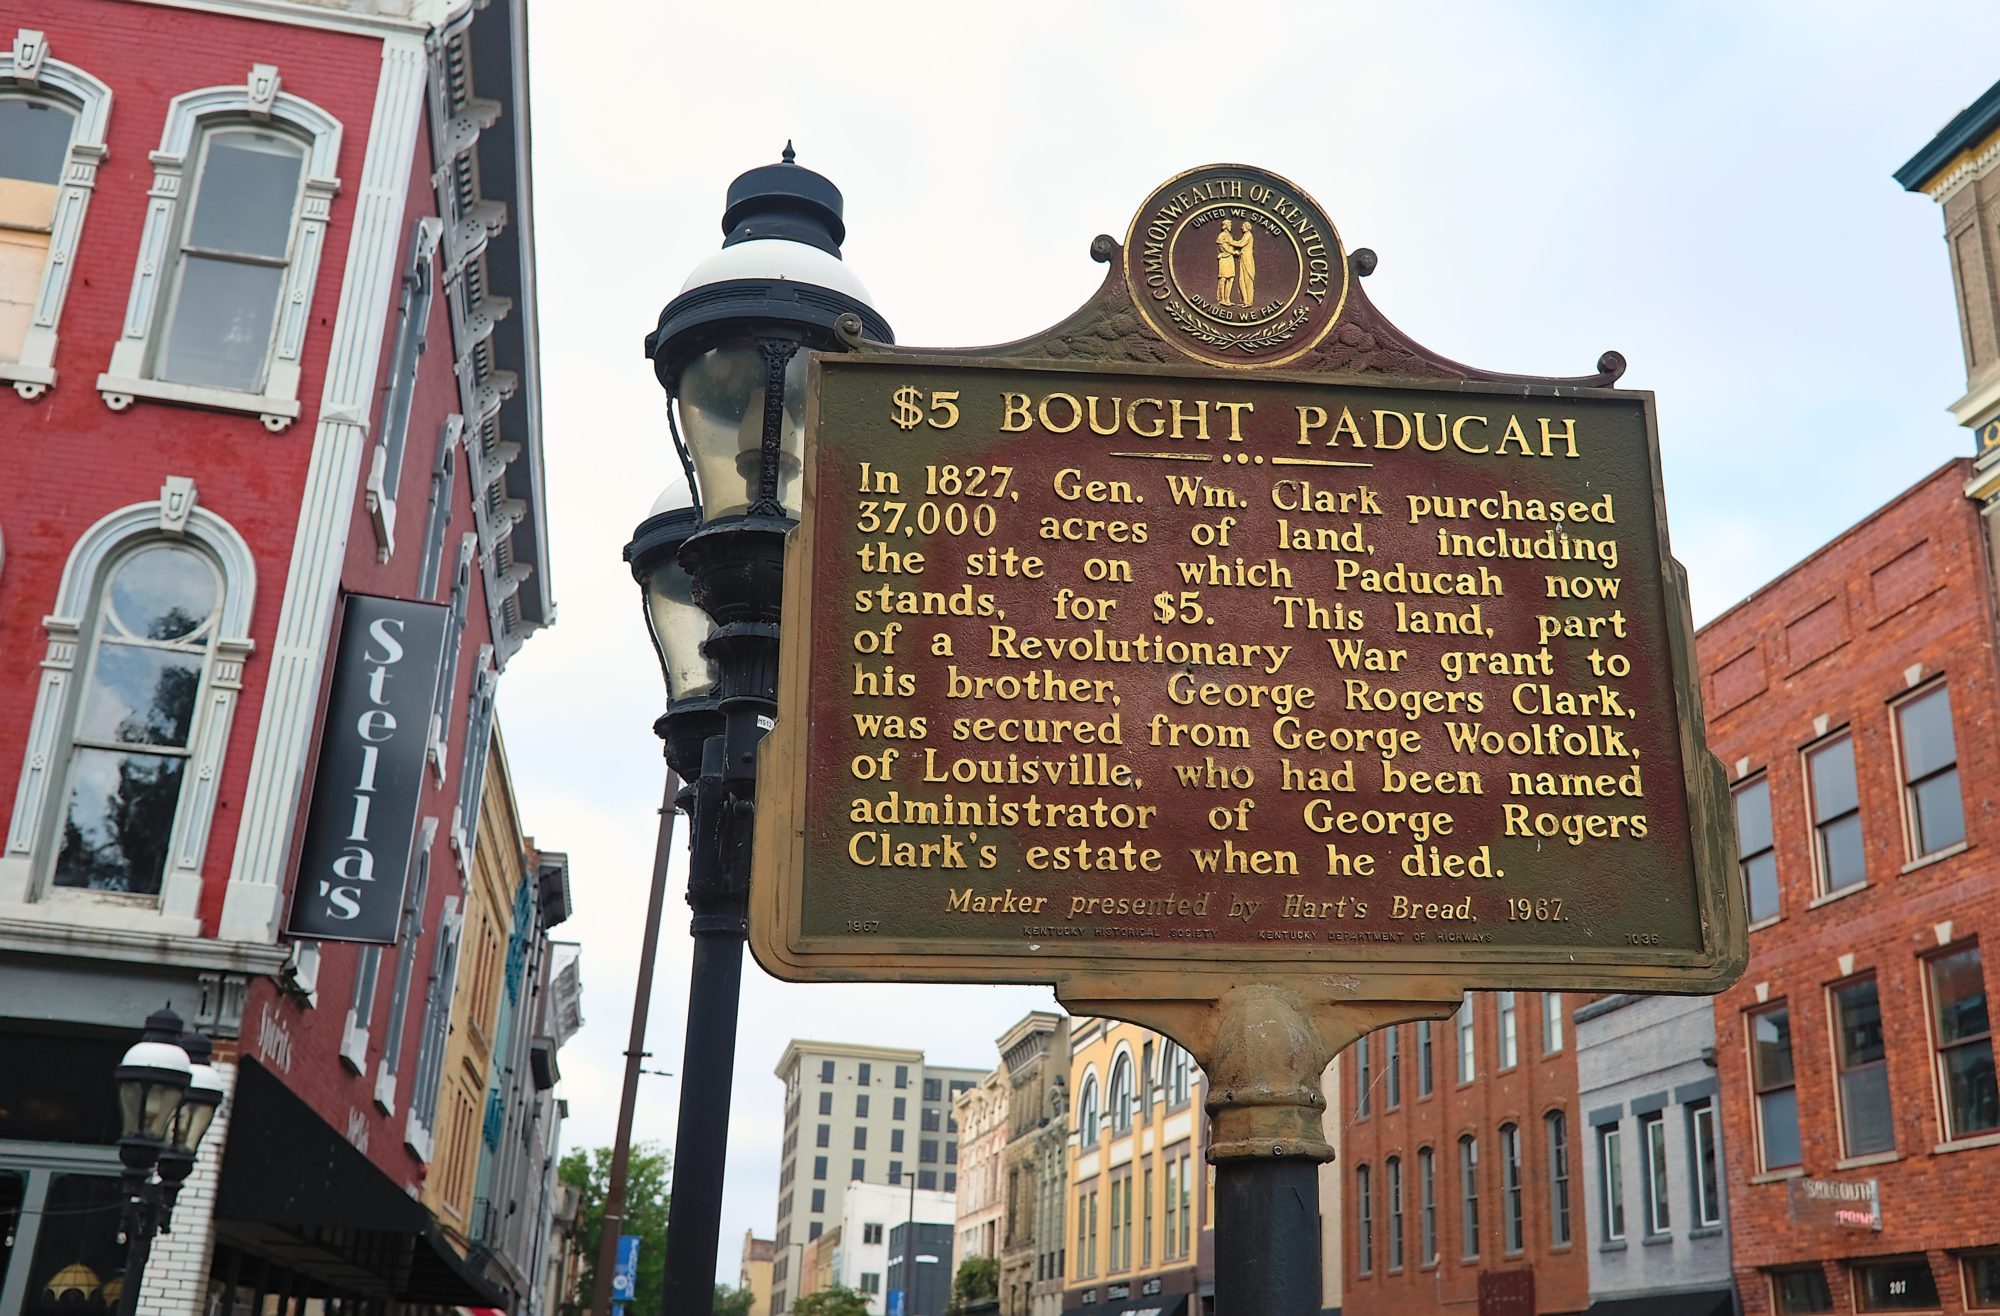 COMMONWEALTH OF KENTUCKY
UNITED WE STAND
DIVIDED WE FALL
$5 BOUGHT PADUCAH
In 1827, Gen. Wm. Clark purchased
37,000 acres of land, including
the site on which Paducah now
stands, for $5. This land, part
of a Revolutionary War grant to
his brother, George Rogers Clark,
was secured from George Woolfolk,
of Louisville, who had been named
administrator of George Rogers
Clark's estate when he died.
Marker presented by Hart's Bread, 1967.
1967 KENTUCKY HISTORICAL SOCIETY KENTUCKY DEPARTMENT OF HIGHWAYS 1036
Stella's
Spirits
207